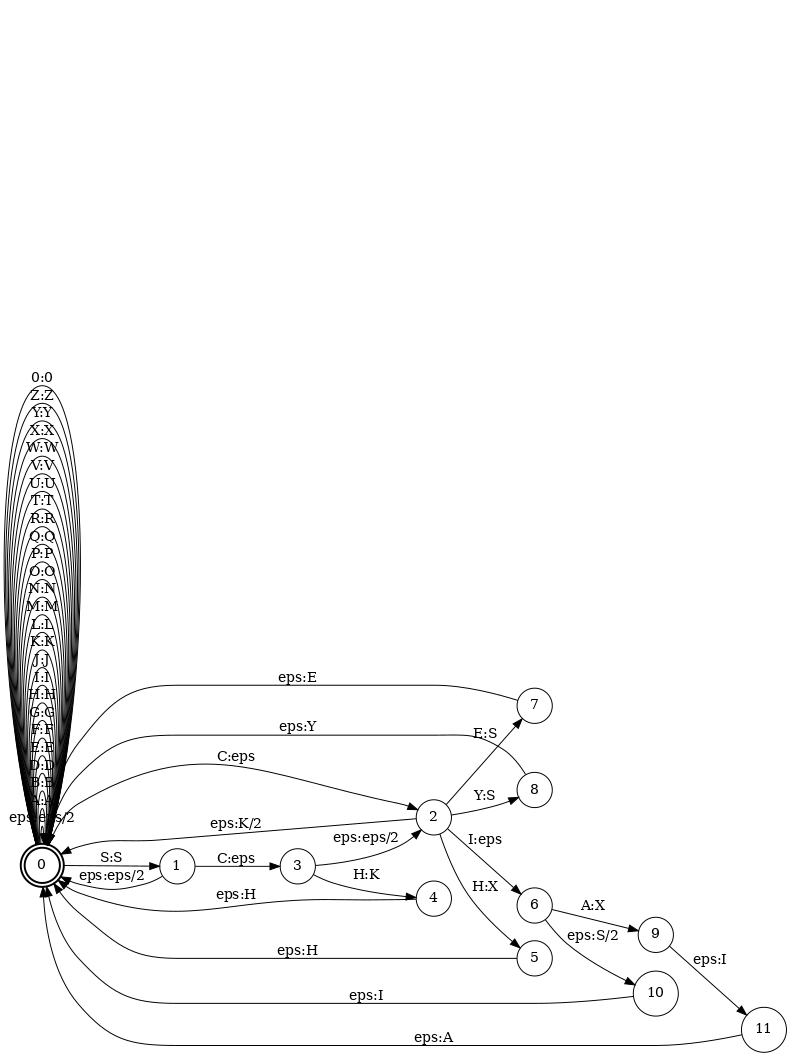 0:0
Z:Z
Y:Y
X:X
W:W
V:V
U:U
T:T
R:R
Q:Q
P:P
O:O
N:N
M:M
L:L
K:K
J:J
I:I
H:H
G:G
F:F
E:E
D:D
B:B
A:A
eps:eps/2
0
eps:E
eps:Y
C:eps
eps:K/2
S:S
eps:eps/2
1
C:eps
3
eps:eps/2
H:K
eps:H
4
2
E:S
7
Y:S
8
I:eps
H:X
6
5
eps:H
A:X
eps:S/2
9
10
eps:I
eps:I
11
eps:A